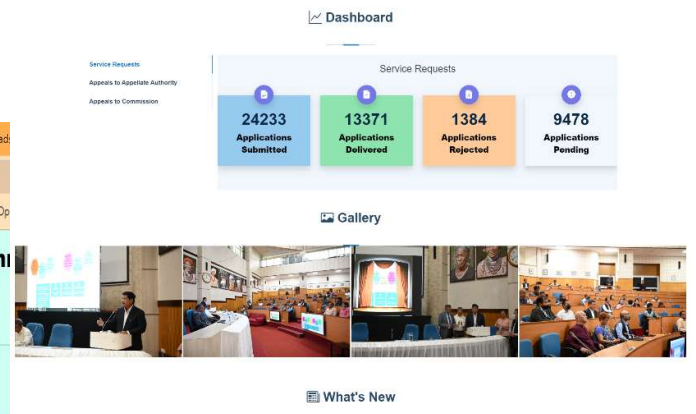 Dashboard
Service Requests
Appeals to Appellate Authority
Appeals to Commission
Service Requests
24233
Applications
Submitted
13371
Applications
Delivered
1384
Applications
Rejected
9478
Applications
Pending
Gallery
What's New